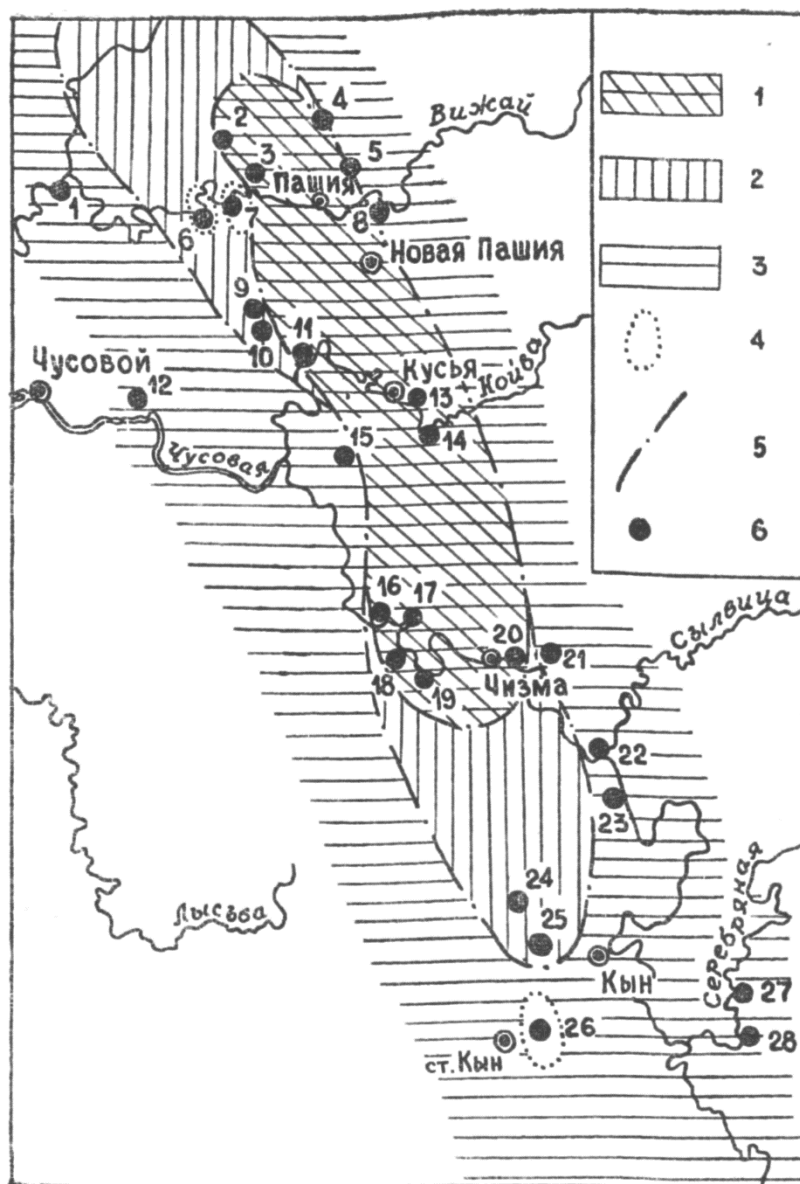 Вижай
4
2
3
5
Пашия
1
6
7
8
Новая Пашия
9
10
11
Чусовой
12
Кусья
13
Койва
14
15
Чусовая
16
17
18
19
20
21
Чизма
Сылвица
22
23
24
25
Лысьва
Кын
Серебряная
26
27
28
ст. Кын
1
2
3
4
5
6